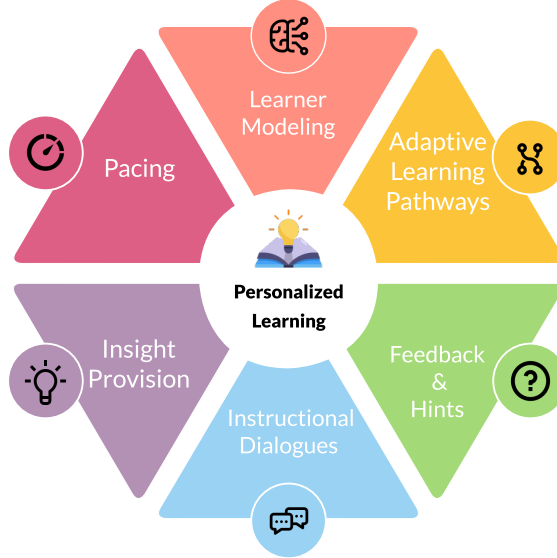 Learner
Modeling
Adaptive
Learning
Pathways
Pacing
Personalized
Learning
Insight
Provision
Feedback
&
Hints
Instructional
Dialogues
?